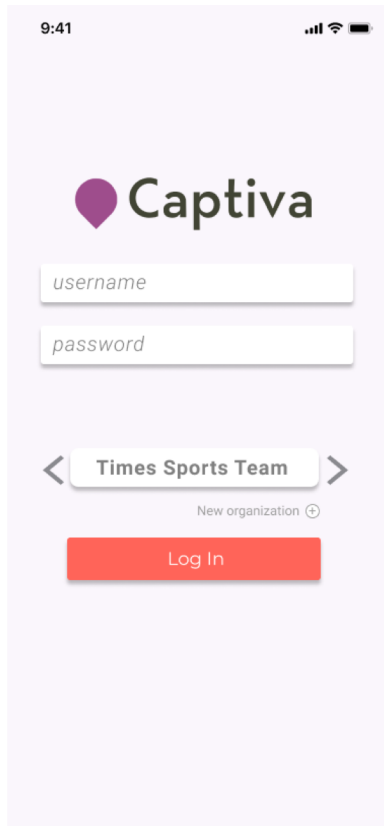 9:41
Captiva
username
password
Times Sports Team
New organization
Log In